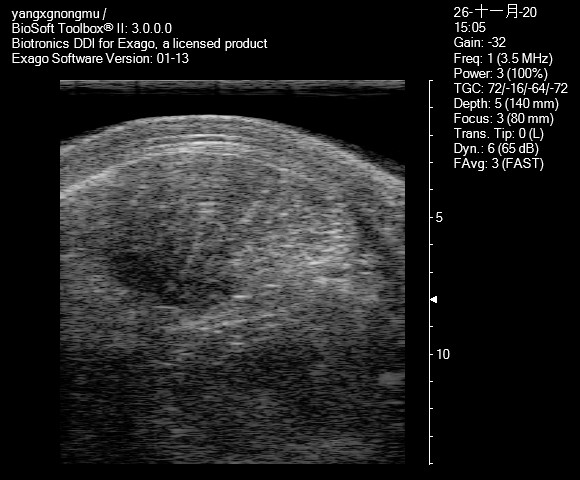 yangxgnongmu /
BioSoft Toolbox® II: 3.0.0.0
Biotronics DDI for Exago, a licensed product
Exago Software Version: 01-13
26-十一月-20
15:05
Gain: -32
Freq: 1 (3.5 MHz)
Power: 3 (100%)
TGC: 72/-16/-64/-72
Depth: 5 (140 mm)
Focus: 3 (80 mm)
Trans. Tip: 0 (L)
Dyn.: 6 (65 dB)
FAvg: 3 (FAST)
5
10